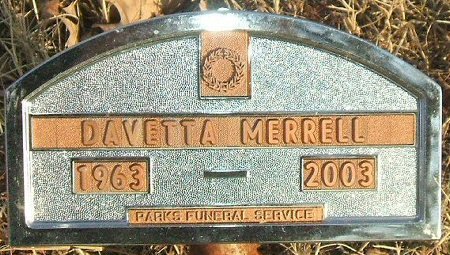 DAVETTA MERRELL
1963 — 2003
PARKS FUNERAL SERVICE